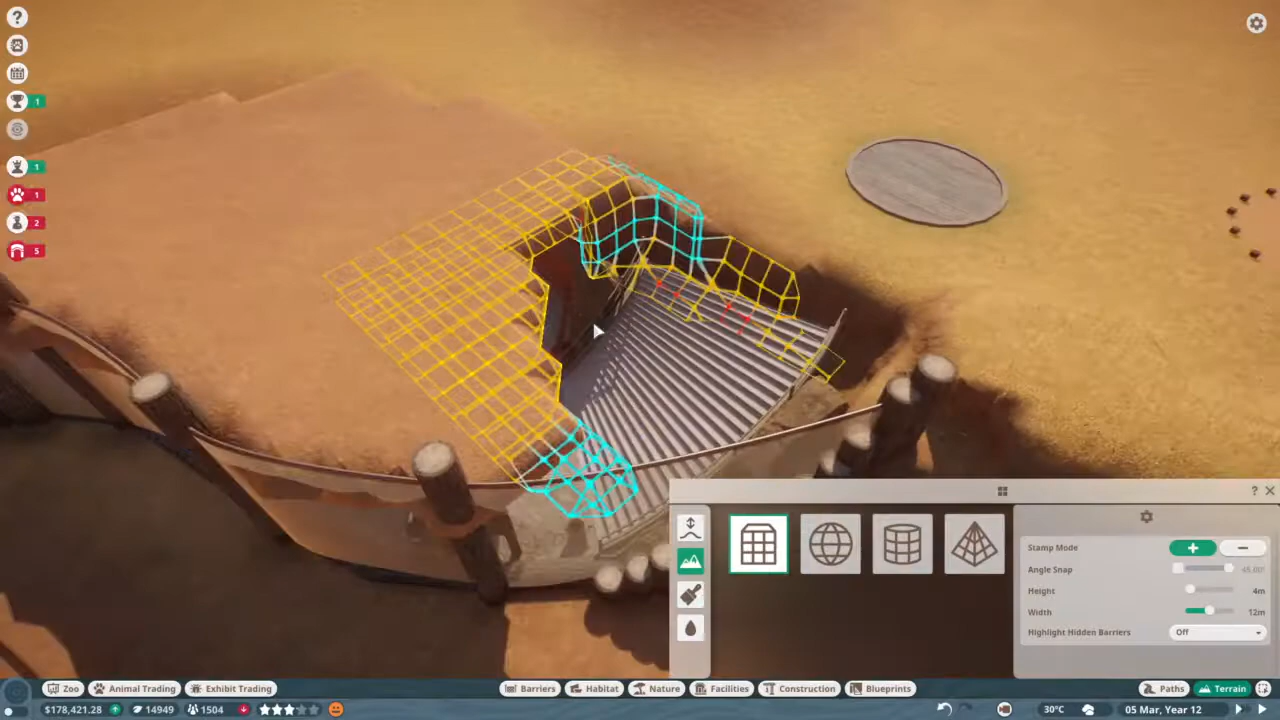 ?
1
1
1
2
5
? ✕
Stamp Mode + −
Angle Snap 45.00°
Height 4m
Width 12m
Highlight Hidden Barriers Off
Zoo Animal Trading Exhibit Trading Barriers Habitat Nature Facilities Construction Blueprints Paths Terrain
$178,421.28 14949 1504 30°C 05 Mar, Year 12